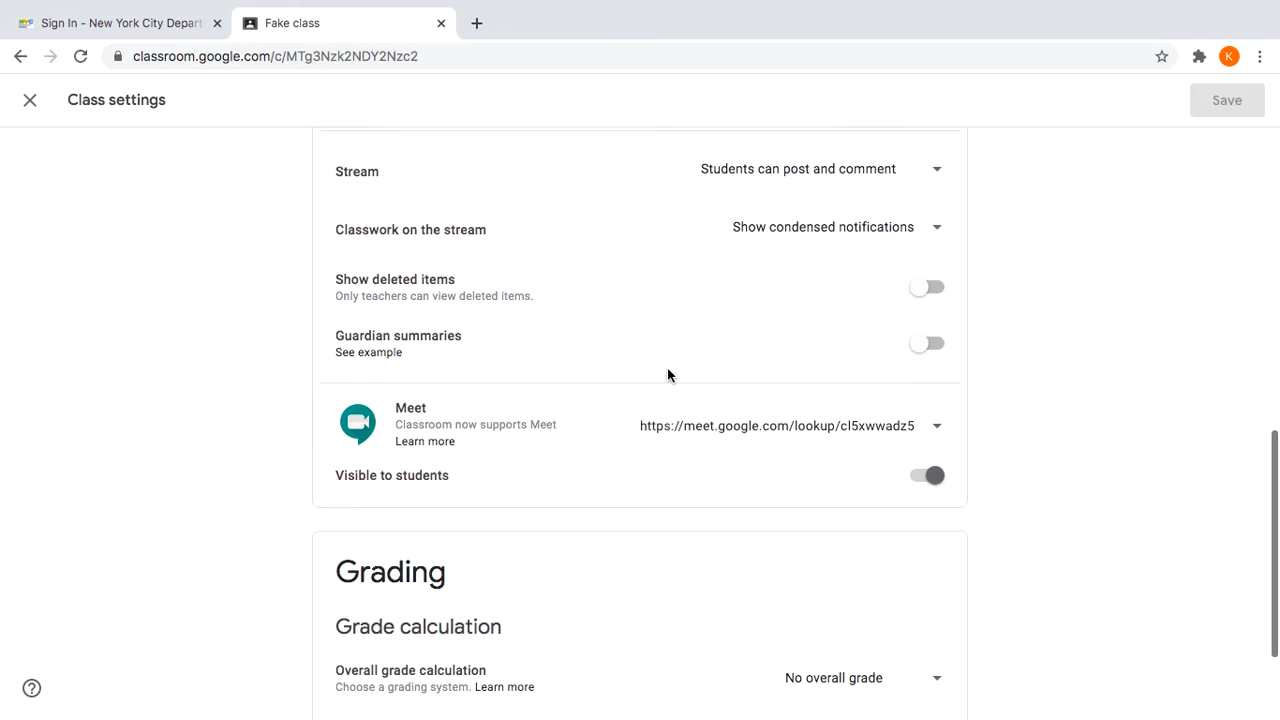 Sign In - New York City Depart
Fake class
classroom.google.com/c/MTg3Nzk2NDY2Nzc2
K
Class settings
Save
Stream
Students can post and comment
Classwork on the stream
Show condensed notifications
Show deleted items
Only teachers can view deleted items.
Guardian summaries
See example
Meet
Classroom now supports Meet
Learn more
https://meet.google.com/lookup/cl5xwwadz5
Visible to students
Grading
Grade calculation
Overall grade calculation
No overall grade
Choose a grading system. Learn more